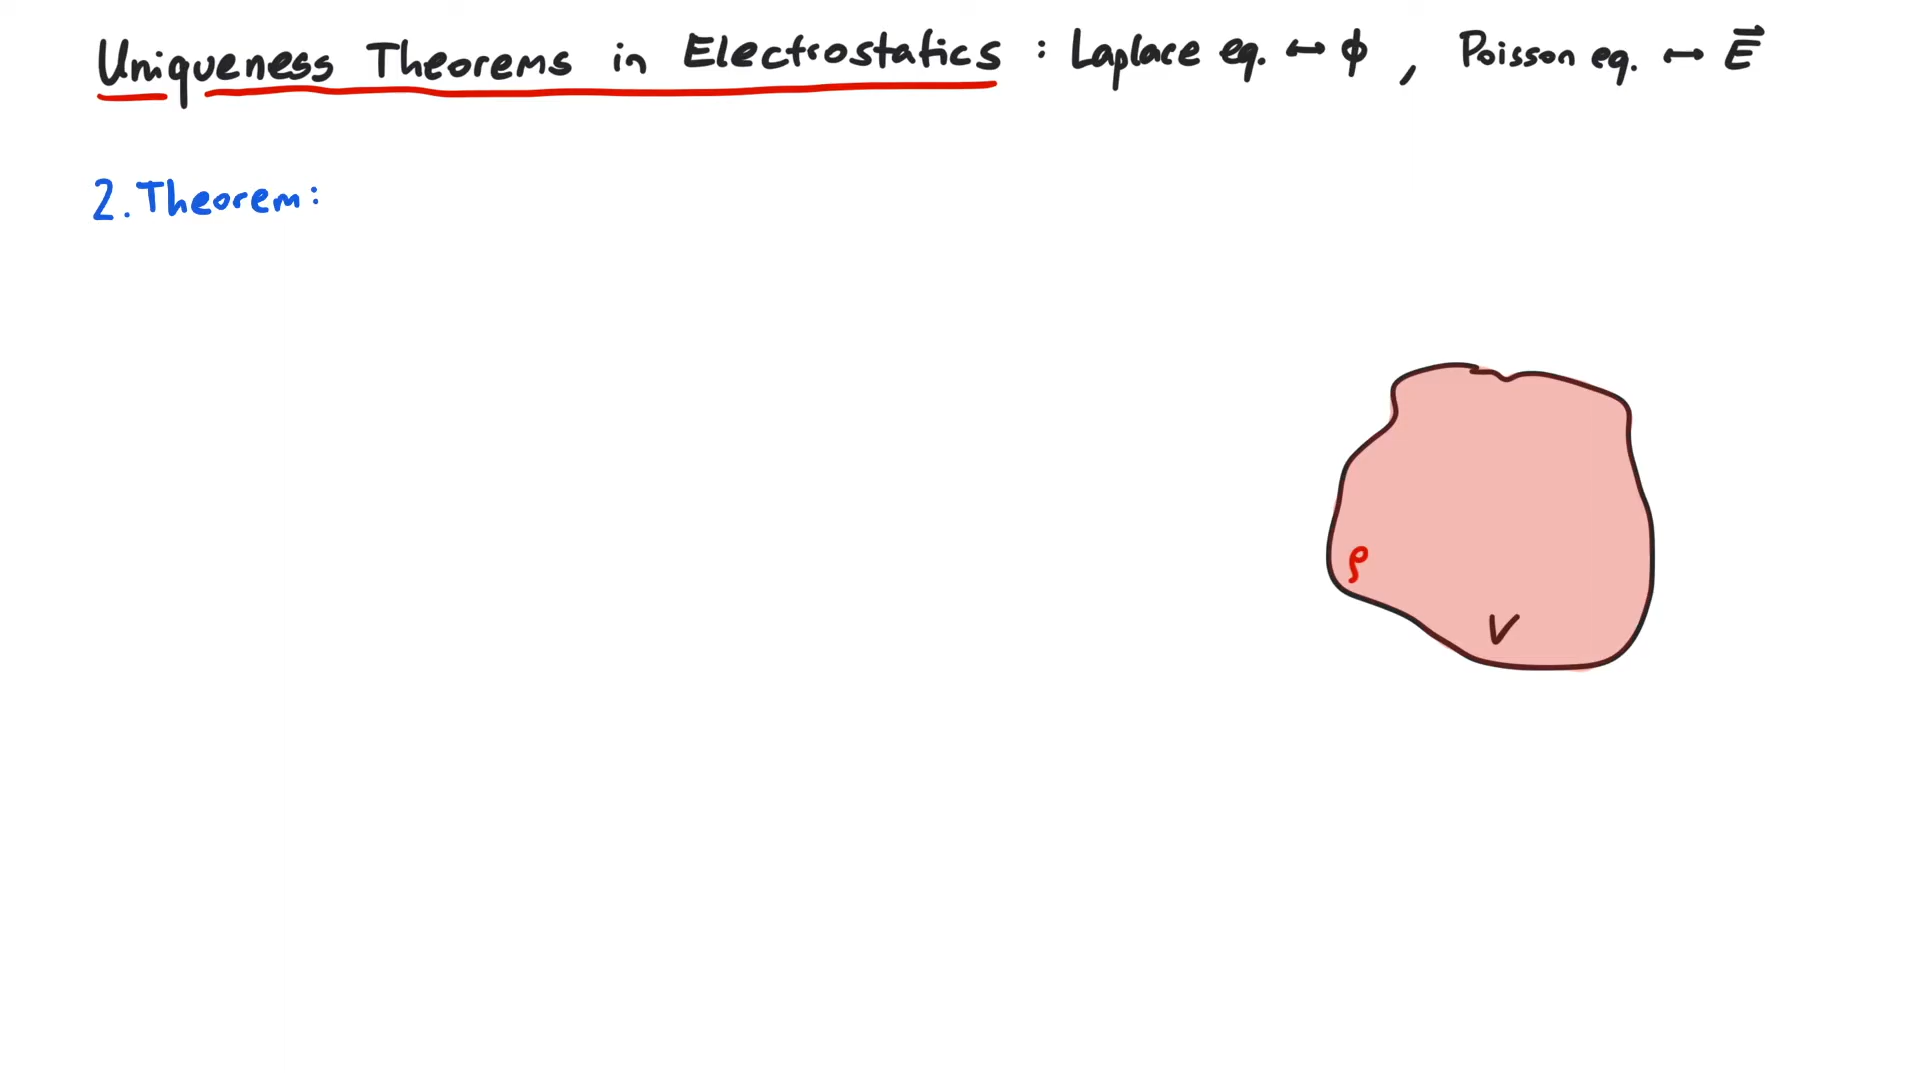 Uniqueness Theorems in Electrostatics : Laplace eq. ↔ ϕ , Poisson eq. ↔ E⃗
2. Theorem:
ρ
V